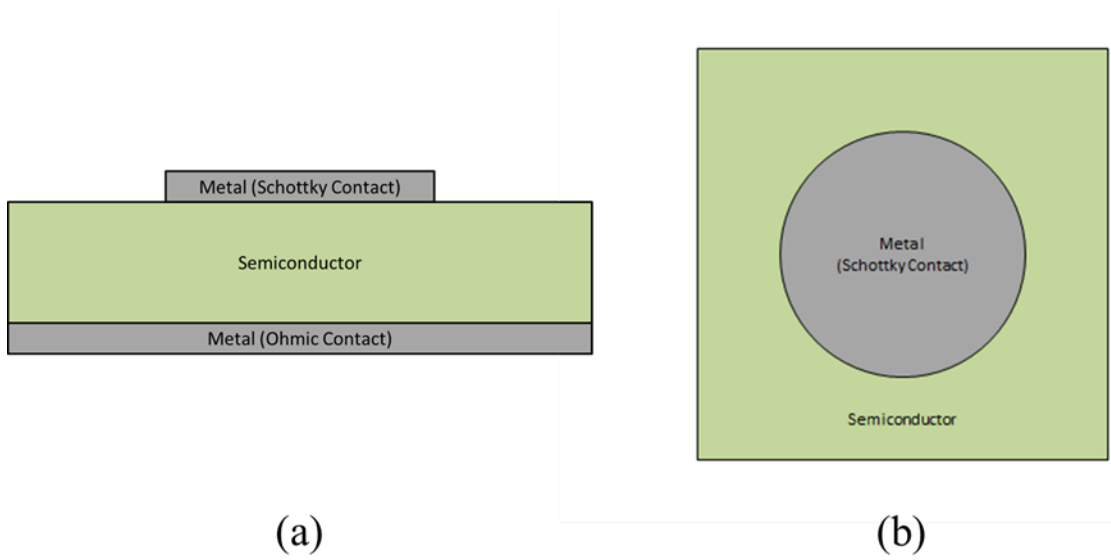 Metal (Schottky Contact)
Semiconductor
Metal (Ohmic Contact)
(a)
Metal
(Schottky Contact)
Semiconductor
(b)